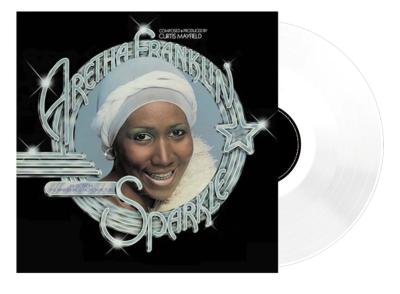 COMPOSED & PRODUCED BY
CURTIS MAYFIELD
ARETHA FRANKLIN
SPARKLE